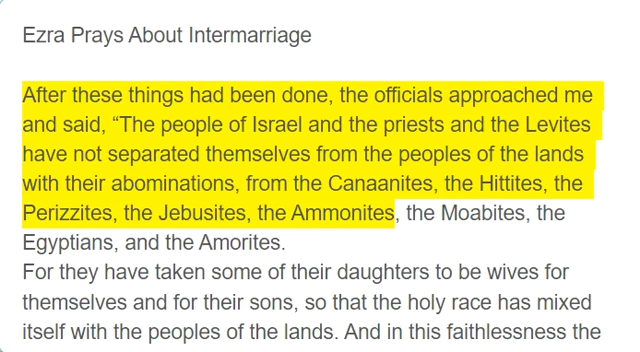 Ezra Prays About Intermarriage
After these things had been done, the officials approached me
and said, “The people of Israel and the priests and the Levites
have not separated themselves from the peoples of the lands
with their abominations, from the Canaanites, the Hittites, the
Perizzites, the Jebusites, the Ammonites, the Moabites, the
Egyptians, and the Amorites.
For they have taken some of their daughters to be wives for
themselves and for their sons, so that the holy race has mixed
itself with the peoples of the lands. And in this faithlessness the